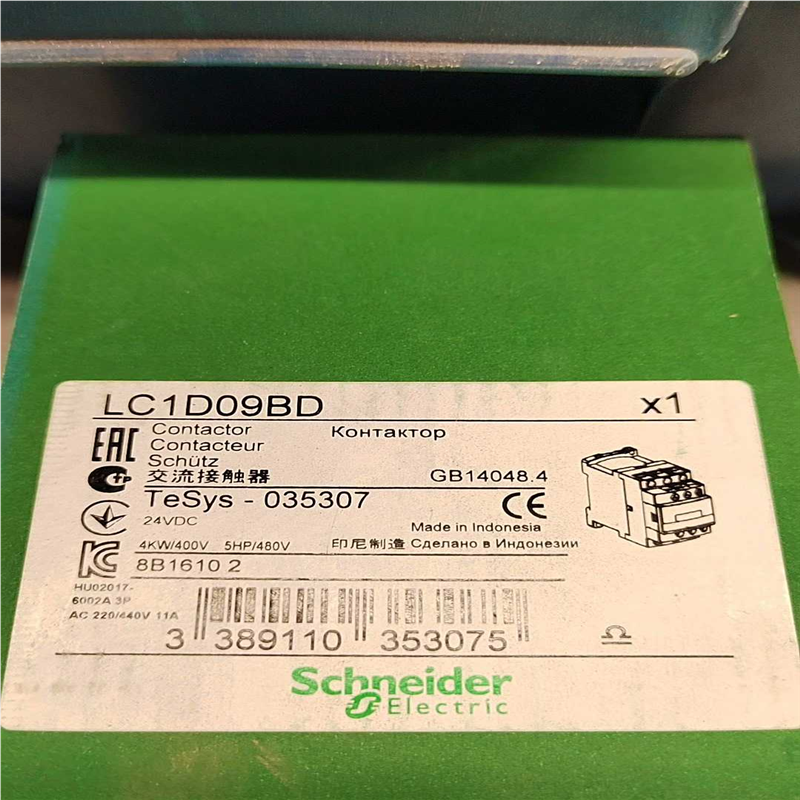 LC1D09BD x1
Contactor Контактор
Contacteur
Schütz
交流接触器 GB14048.4
TeSys - 035307 CE
24VDC Made in Indonesia
4KW/400V 5HP/480V 印尼制造 Сделано в Индонезии
8B1610 2
HU02017-
6002A 3P
AC 220/440V 11A
3 389110 353075
Schneider
Electric
EAC